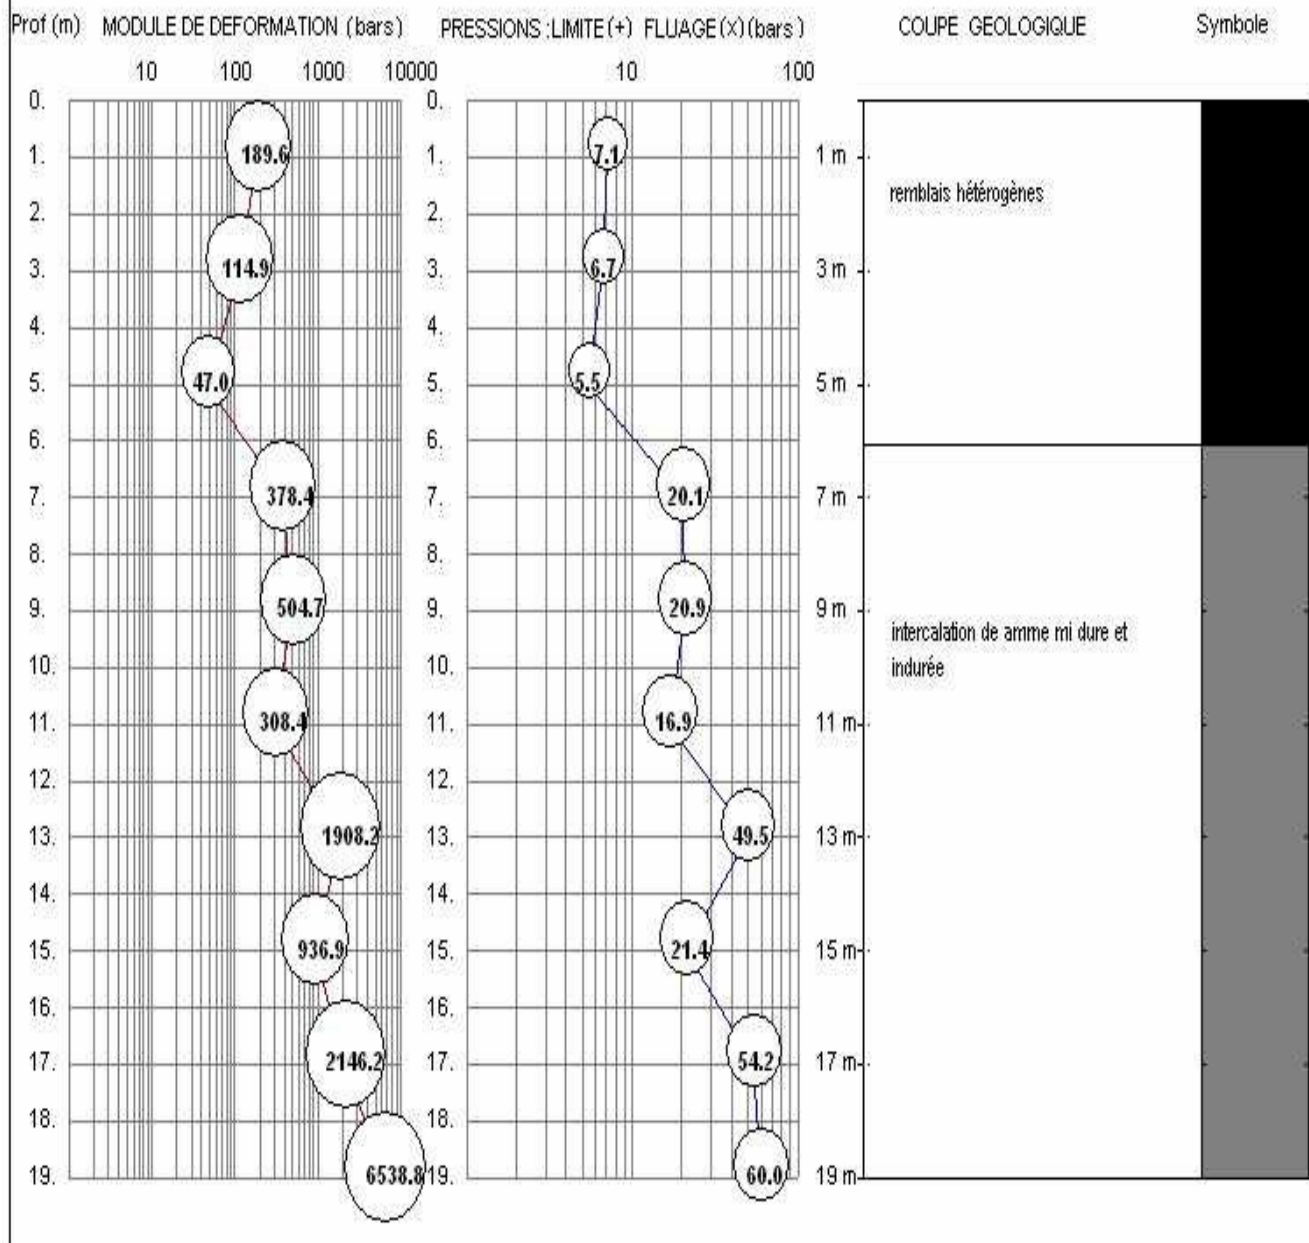 Prof (m) MODULE DE DEFORMATION (bars) PRESSIONS :LIMITE (+) FLUAGE (X) (bars) COUPE GEOLOGIQUE Symbole
10 100 1000 10000 10 100
0. 0.
189.6 7.1
1. 1. 1 m
remblais hétérogènes
2. 2.
114.9 6.7
3. 3. 3 m
4. 4.
47.0 5.5
5. 5. 5 m
6. 6.
378.4 20.1
7. 7. 7 m
8. 8.
504.7 20.9
9. 9. 9 m
intercalation de amme mi dure et
indurée
10. 10.
308.4 16.9
11. 11. 11 m
12. 12.
1908.2 49.5
13. 13. 13 m
14. 14.
936.9 21.4
15. 15. 15 m
16. 16.
2146.2 54.2
17. 17. 17 m
18. 18.
6538.8 60.0
19. 19. 19 m